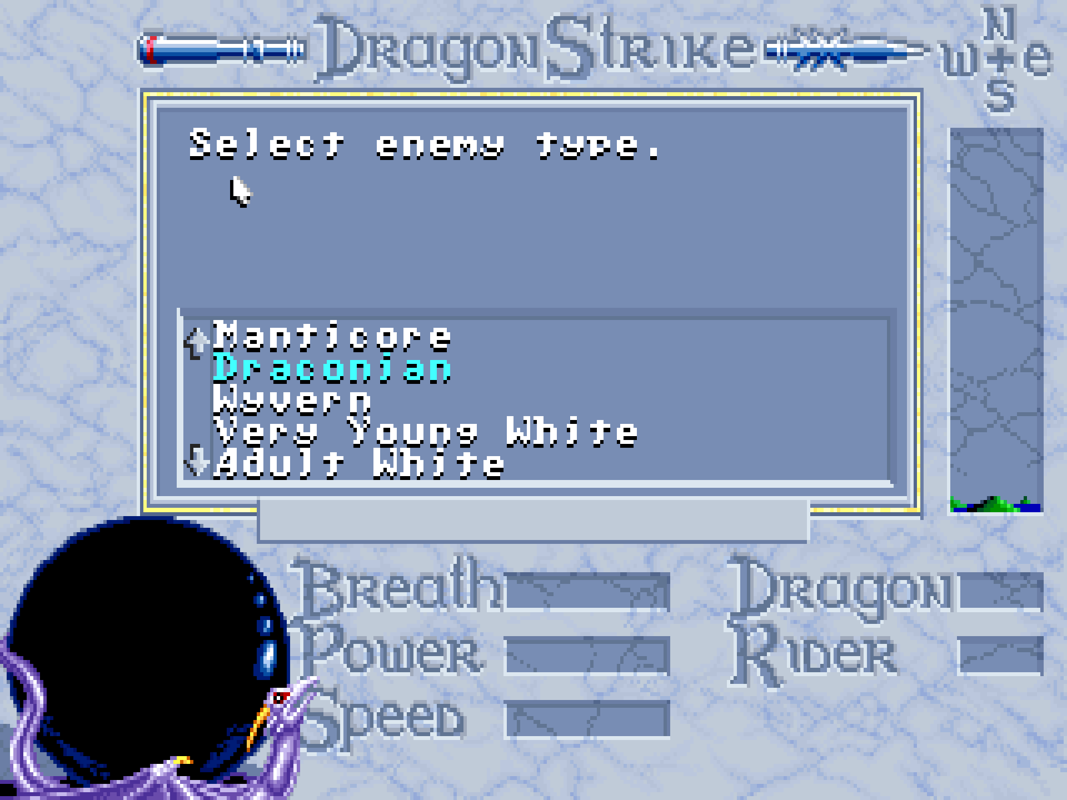 DragonStrike
N
W+e
S
Select enemy type.
Manticore
Draconian
Wyvern
Very Young White
Adult White
Breath
Dragon
Power
Rider
Speed